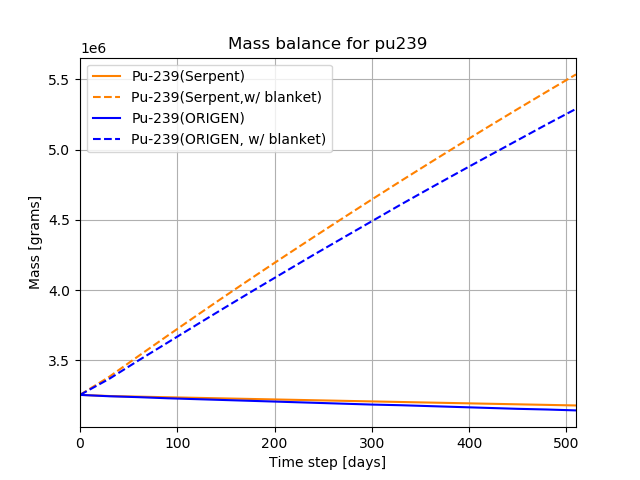 Mass balance for pu239
1e6
Pu-239(Serpent)
Pu-239(Serpent,w/ blanket)
Pu-239(ORIGEN)
Pu-239(ORIGEN, w/ blanket)
5.5
5.0
4.5
4.0
3.5
Mass [grams]
0 100 200 300 400 500
Time step [days]